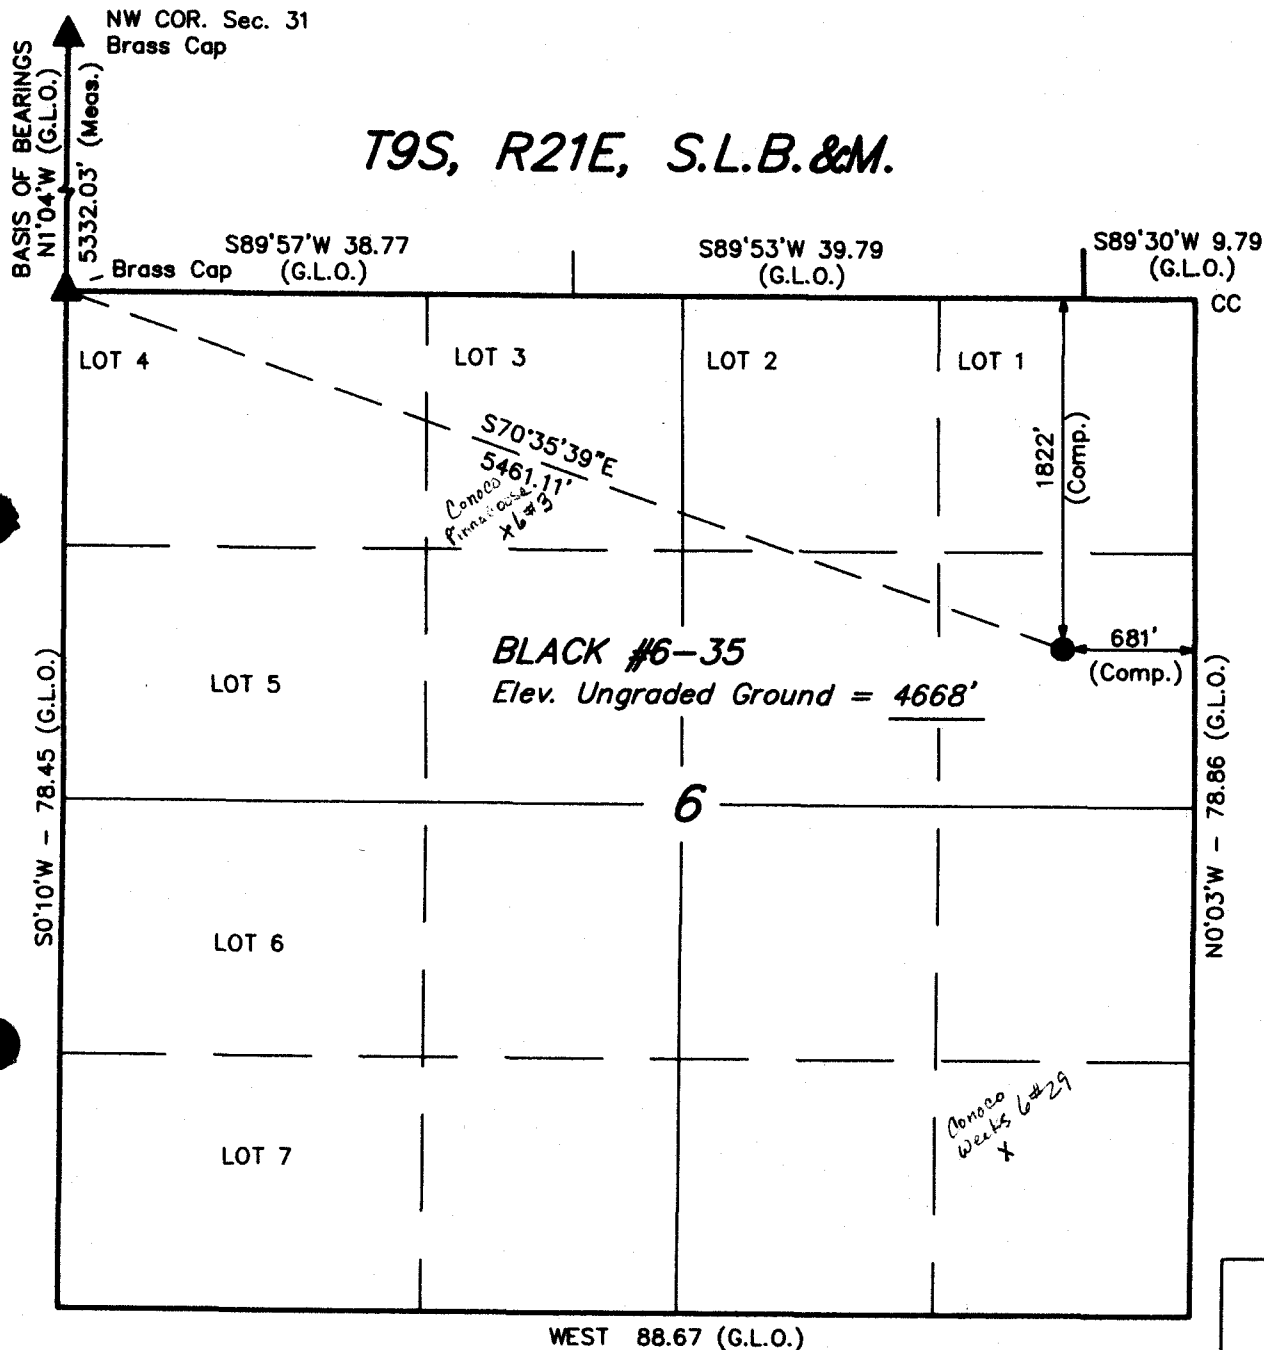 NW COR. Sec. 31
Brass Cap
BASIS OF BEARINGS
N1°04'W (G.L.O.)
5332.03' (Meas.)
T9S, R21E, S.L.B.&M.
S89°57'W 38.77
(G.L.O.)
S89°53'W 39.79
(G.L.O.)
S89°30'W 9.79
(G.L.O.)
Brass Cap
CC
LOT 4
LOT 3
LOT 2
LOT 1
S70°35'39"E
5461.11'
Conoco
6#3
1822'
(Comp.)
681'
(Comp.)
BLACK #6-35
Elev. Ungraded Ground = 4668'
LOT 5
S0°10'W - 78.45 (G.L.O.)
N0°03'W - 78.86 (G.L.O.)
6
LOT 6
Conoco
Weeks 6#29
X
LOT 7
WEST 88.67 (G.L.O.)